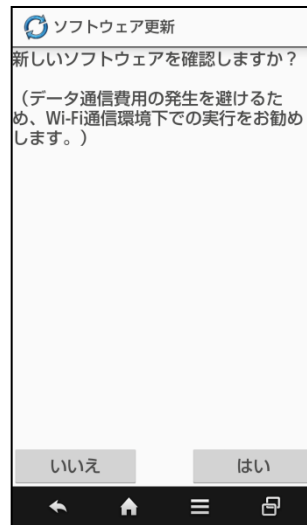 ソフトウェア更新
新しいソフトウェアを確認しますか？
（データ通信費用の発生を避けるた
め、Wi-Fi通信環境下での実行をお勧め
します。）
いいえ
はい